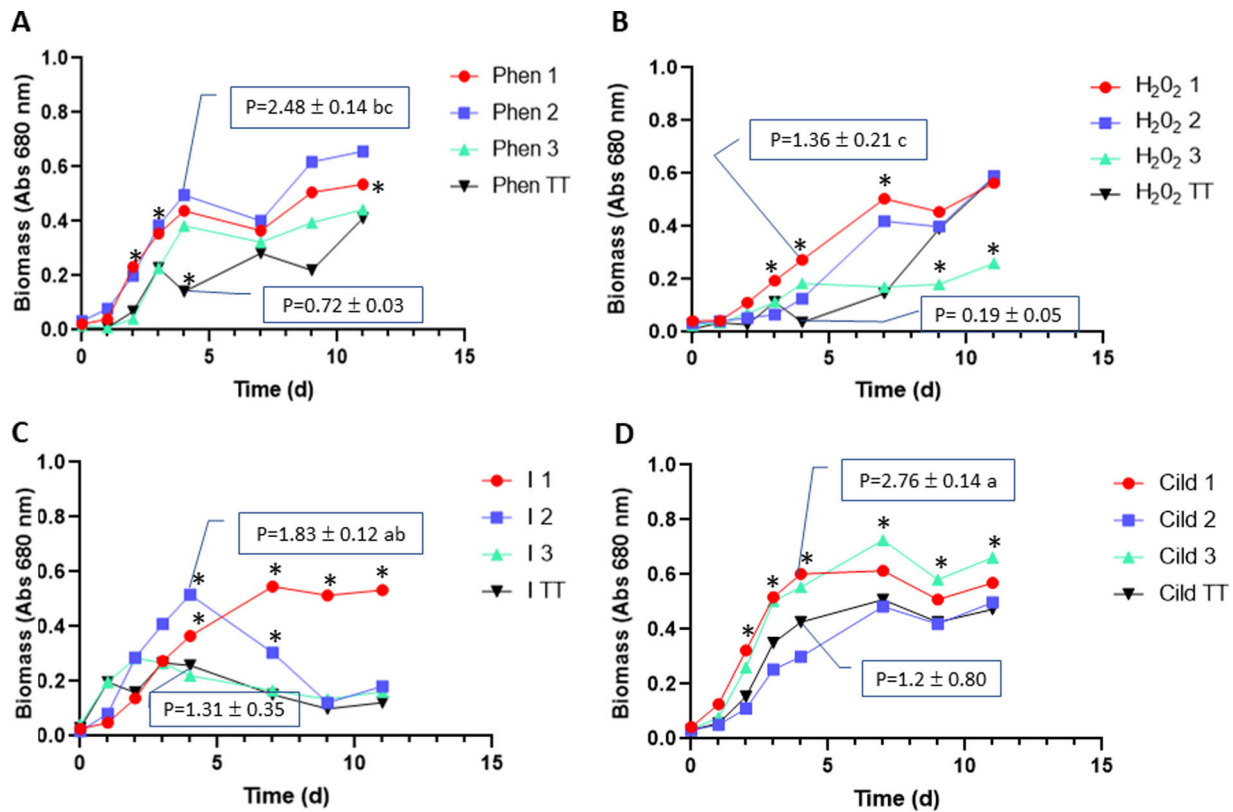 A
Biomass (Abs 680 nm)
1.0
0.8
0.6
0.4
0.2
0.0
0
5
10
15
Time (d)
Phen 1
Phen 2
Phen 3
Phen TT
P=2.48 ± 0.14 bc
P=0.72 ± 0.03
*
*
*
*
B
Biomass (Abs 680 nm)
1.0
0.8
0.6
0.4
0.2
0.0
0
5
10
15
Time (d)
H₂0₂ 1
H₂0₂ 2
H₂0₂ 3
H₂0₂ TT
P=1.36 ± 0.21 c
P= 0.19 ± 0.05
*
*
*
*
*
C
Biomass (Abs 680 nm)
1.0
0.8
0.6
0.4
0.2
0.0
0
5
10
15
Time (d)
I 1
I 2
I 3
I TT
P=1.83 ± 0.12 ab
P=1.31 ± 0.35
*
*
*
*
*
*
D
Biomass (Abs 680 nm)
1.0
0.8
0.6
0.4
0.2
0.0
0
5
10
15
Time (d)
Cild 1
Cild 2
Cild 3
Cild TT
P=2.76 ± 0.14 a
P=1.2 ± 0.80
*
*
*
*
*
*